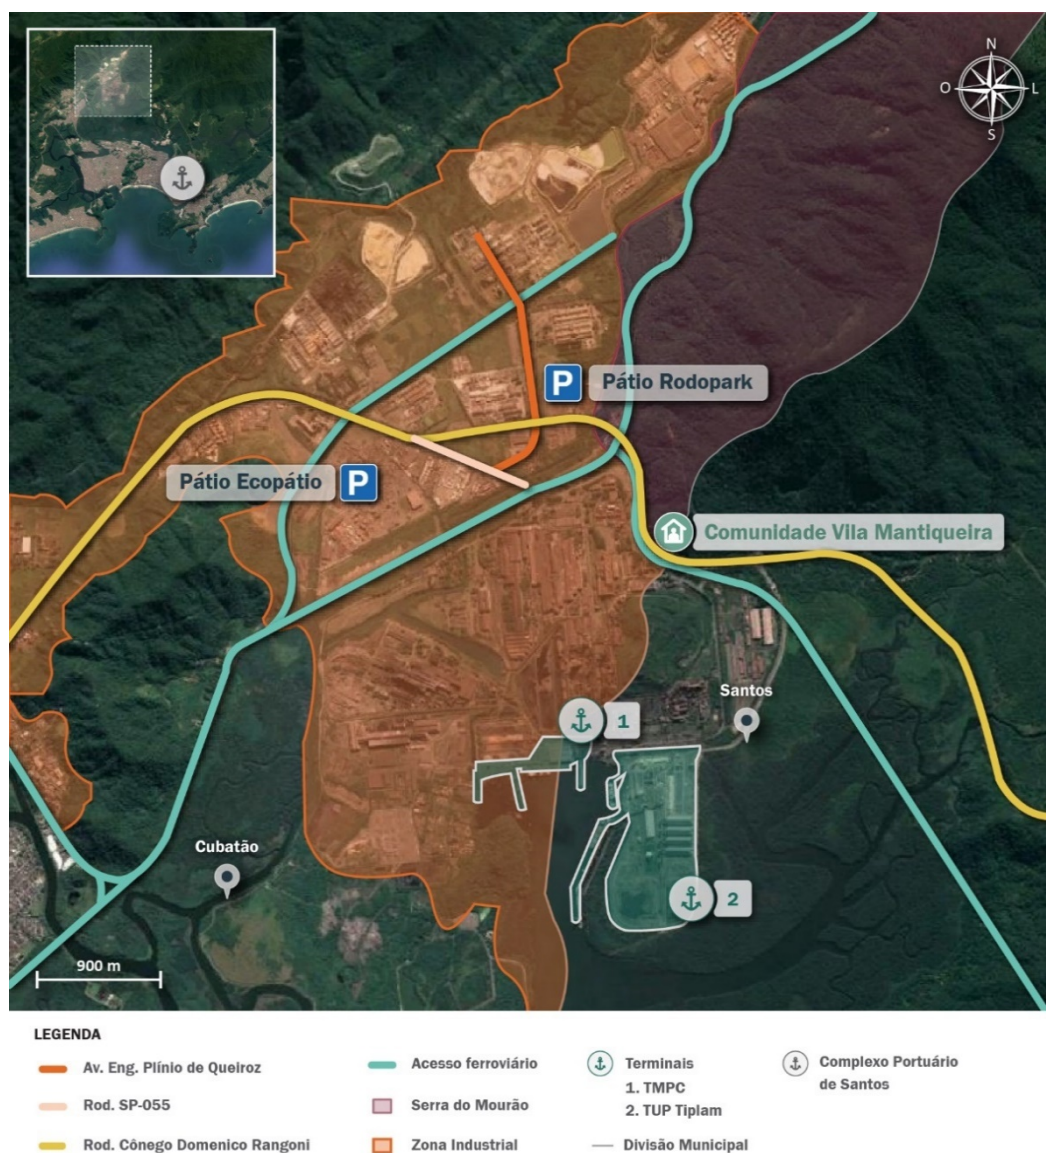 N
O
L
S
Pátio Rodopark
Pátio Ecopátio
Comunidade Vila Mantiqueira
1
Santos
Cubatão
2
900 m
LEGENDA
Av. Eng. Plínio de Queiroz
Rod. SP-055
Rod. Cônego Domenico Rangoni
Acesso ferroviário
Serra do Mourão
Zona Industrial
Terminais
1. TMPC
2. TUP Tiplam
Divisão Municipal
Complexo Portuário
de Santos
P
P